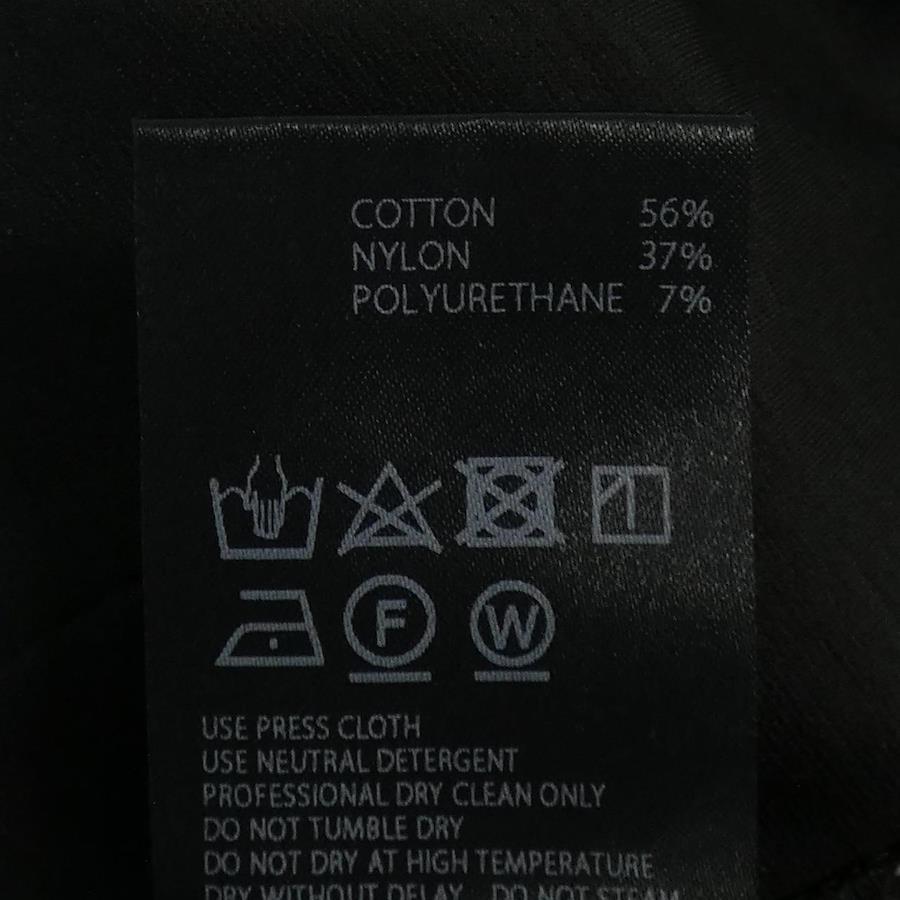 COTTON 56%
NYLON 37%
POLYURETHANE 7%
F W
USE PRESS CLOTH
USE NEUTRAL DETERGENT
PROFESSIONAL DRY CLEAN ONLY
DO NOT TUMBLE DRY
DO NOT DRY AT HIGH TEMPERATURE
DRY WITHOUT DELAY DO NOT STEAM